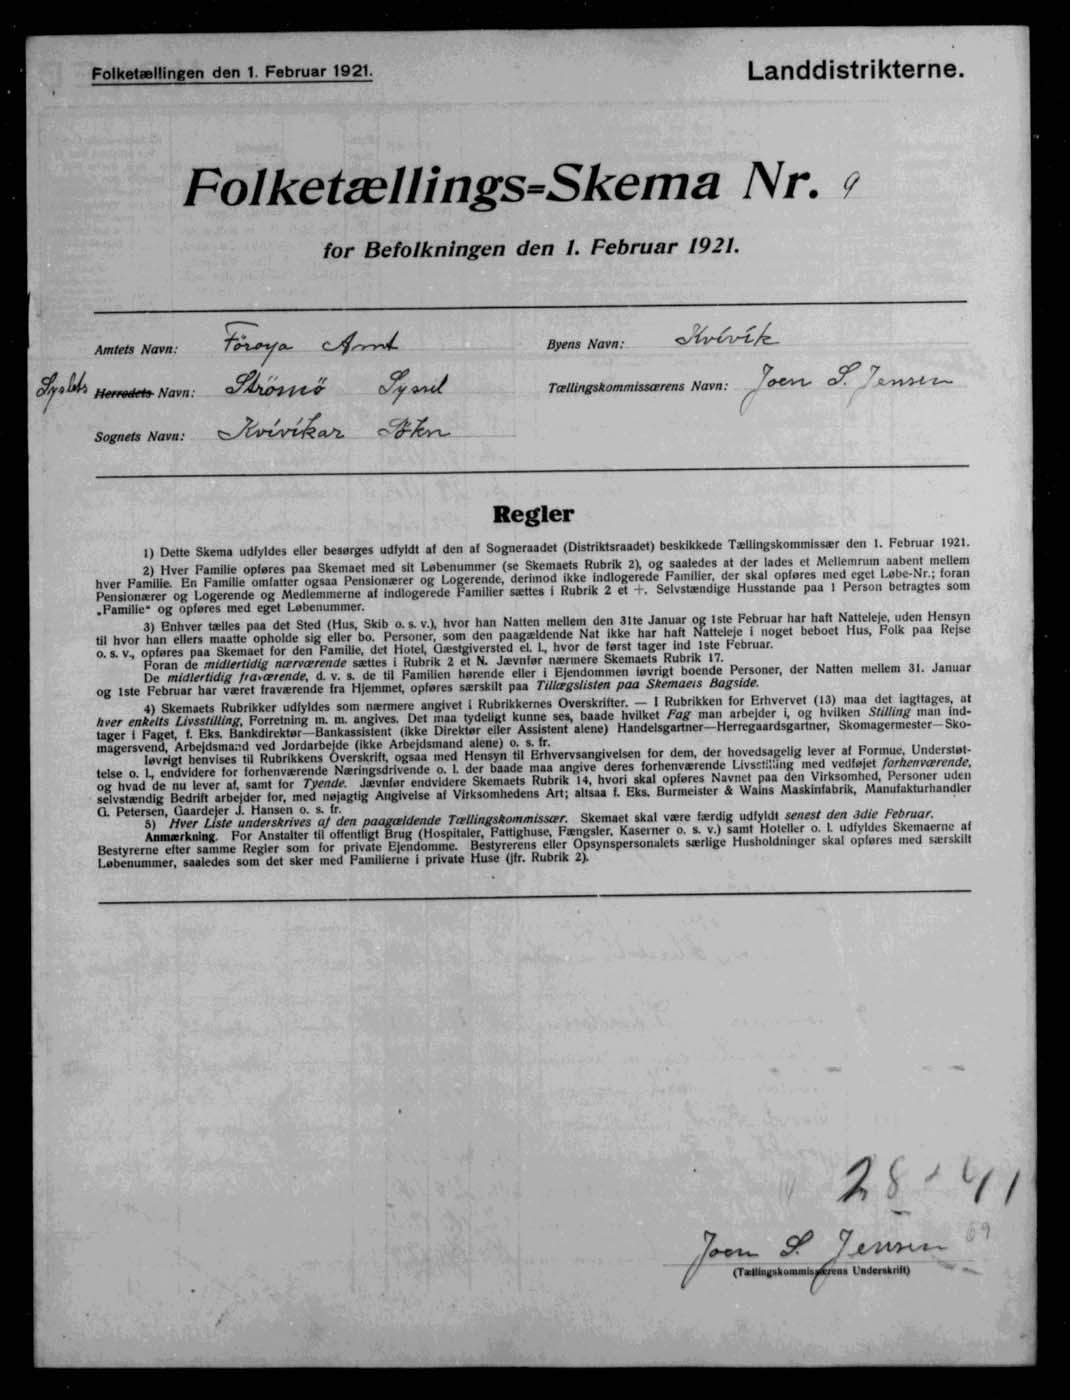 Folketællingen den 1. Februar 1921.
Landdistrikterne.
Folketællings=Skema Nr. 9
for Befolkningen den 1. Februar 1921.
Amtets Navn: Föroya Amt
Byens Navn: Kvívík
Syslets Herredets Navn: Strömö Syssel
Tællingskommissærens Navn: Joen S. Jensen
Sognets Navn: Kvívíkar Sókn
Regler
1) Dette Skema udfyldes eller besørges udfyldt af den af Sogneraadet (Distriktsraadet) beskikkede Tællingskommissær den 1. Februar 1921.
2) Hver Familie opføres paa Skemaet med sit Løbenummer (se Skemaets Rubrik 2), og saaledes at der lades et Mellemrum aabent mellem
hver Familie. En Familie omfatter ogsaa Pensionærer og Logerende, derimod ikke indlogerede Familier, der skal opføres med eget Løbe-Nr.; foran
Pensionærer og Logerende og Medlemmerne af indlogerede Familier sættes i Rubrik 2 et +. Selvstændige Husstande paa 1 Person betragtes som
„Familie“ og opføres med eget Løbenummer.
3) Enhver tælles paa det Sted (Hus, Skib o. s. v.), hvor han Natten mellem den 31te Januar og 1ste Februar har haft Natteleje, uden Hensyn
til hvor han ellers maatte opholde sig eller bo. Personer, som den paagældende Nat ikke har haft Natteleje i noget beboet Hus, Folk paa Rejse
o. s. v., opføres paa Skemaet for den Familie, det Hotel, Gæstgiversted el. l., hvor de først tager ind 1ste Februar.
Foran de midlertidig nærværende sættes i Rubrik 2 et N. Jævnfør nærmere Skemaets Rubrik 17.
De midlertidig fraværende, d. v. s. de til Familien hørende eller i Ejendommen iøvrigt boende Personer, der Natten mellem 31. Januar
og 1ste Februar har været fraværende fra Hjemmet, opføres særskilt paa Tillægslisten paa Skemaets Bagside.
4) Skemaets Rubrikker udfyldes som nærmere angivet i Rubrikkernes Overskrifter. — I Rubrikken for Erhvervet (13) maa det iagttages, at
hver enkelts Livsstilling, Forretning m. m. angives. Det maa tydeligt kunne ses, baade hvilket Fag man arbejder i, og hvilken Stilling man ind-
tager i Faget, f. Eks. Bankdirektør—Bankassistent (ikke Direktør eller Assistent alene) Handelsgartner—Herregaardsgartner, Skomagermester—Sko-
magersvend, Arbejdsmand ved Jordarbejde (ikke Arbejdsmand alene) o. s. fr.
Iøvrigt henvises til Rubrikkens Overskrift, ogsaa med Hensyn til Erhvervsangivelsen for dem, der hovedsagelig lever af Formue, Understøt-
telse o. l., endvidere for forhenværende Næringsdrivende o. l. der baade maa angive deres forhenværende Livsstilling med vedføjet forhenværende,
og hvad de nu lever af, samt for Tyende. Jævnfør endvidere Skemaets Rubrik 14, hvori skal opføres Navnet paa den Virksomhed, Personer uden
selvstændig Bedrift arbejder for, med nøjagtig Angivelse af Virksomhedens Art; altsaa f. Eks. Burmeister & Wains Maskinfabrik, Manufakturhandler
G. Petersen, Gaardejer J. Hansen o. s. fr.
5) Hver Liste underskrives af den paagældende Tællingskommissær. Skemaet skal være færdig udfyldt senest den 3die Februar.
Anmærkning. For Anstalter til offentligt Brug (Hospitaler, Fattighuse, Fængsler, Kaserner o. s. v.) samt Hoteller o. l. udfyldes Skemaerne af
Bestyrerne efter samme Regler som for private Ejendomme. Bestyrerens eller Opsynspersonalets særlige Husholdninger skal opføres med særskilt
Løbenummer, saaledes som det sker med Familierne i private Huse (jfr. Rubrik 2).
28 - 41
69
Joen S. Jensen
(Tællingskommissærens Underskrift)